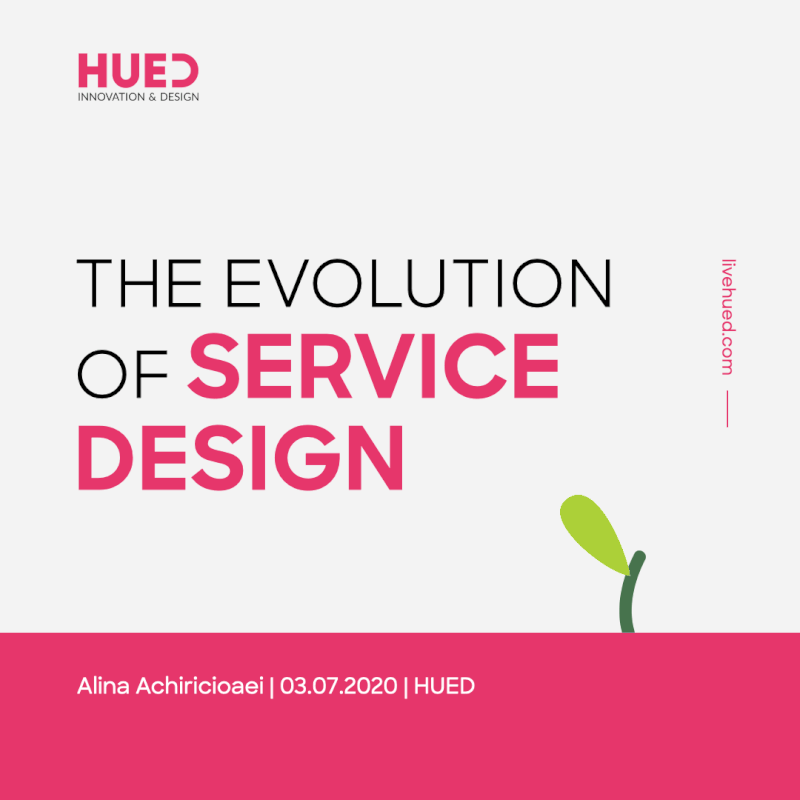 HUED
INNOVATION & DESIGN
THE EVOLUTION
OF SERVICE
DESIGN
livehued.com
Alina Achiricioaei | 03.07.2020 | HUED